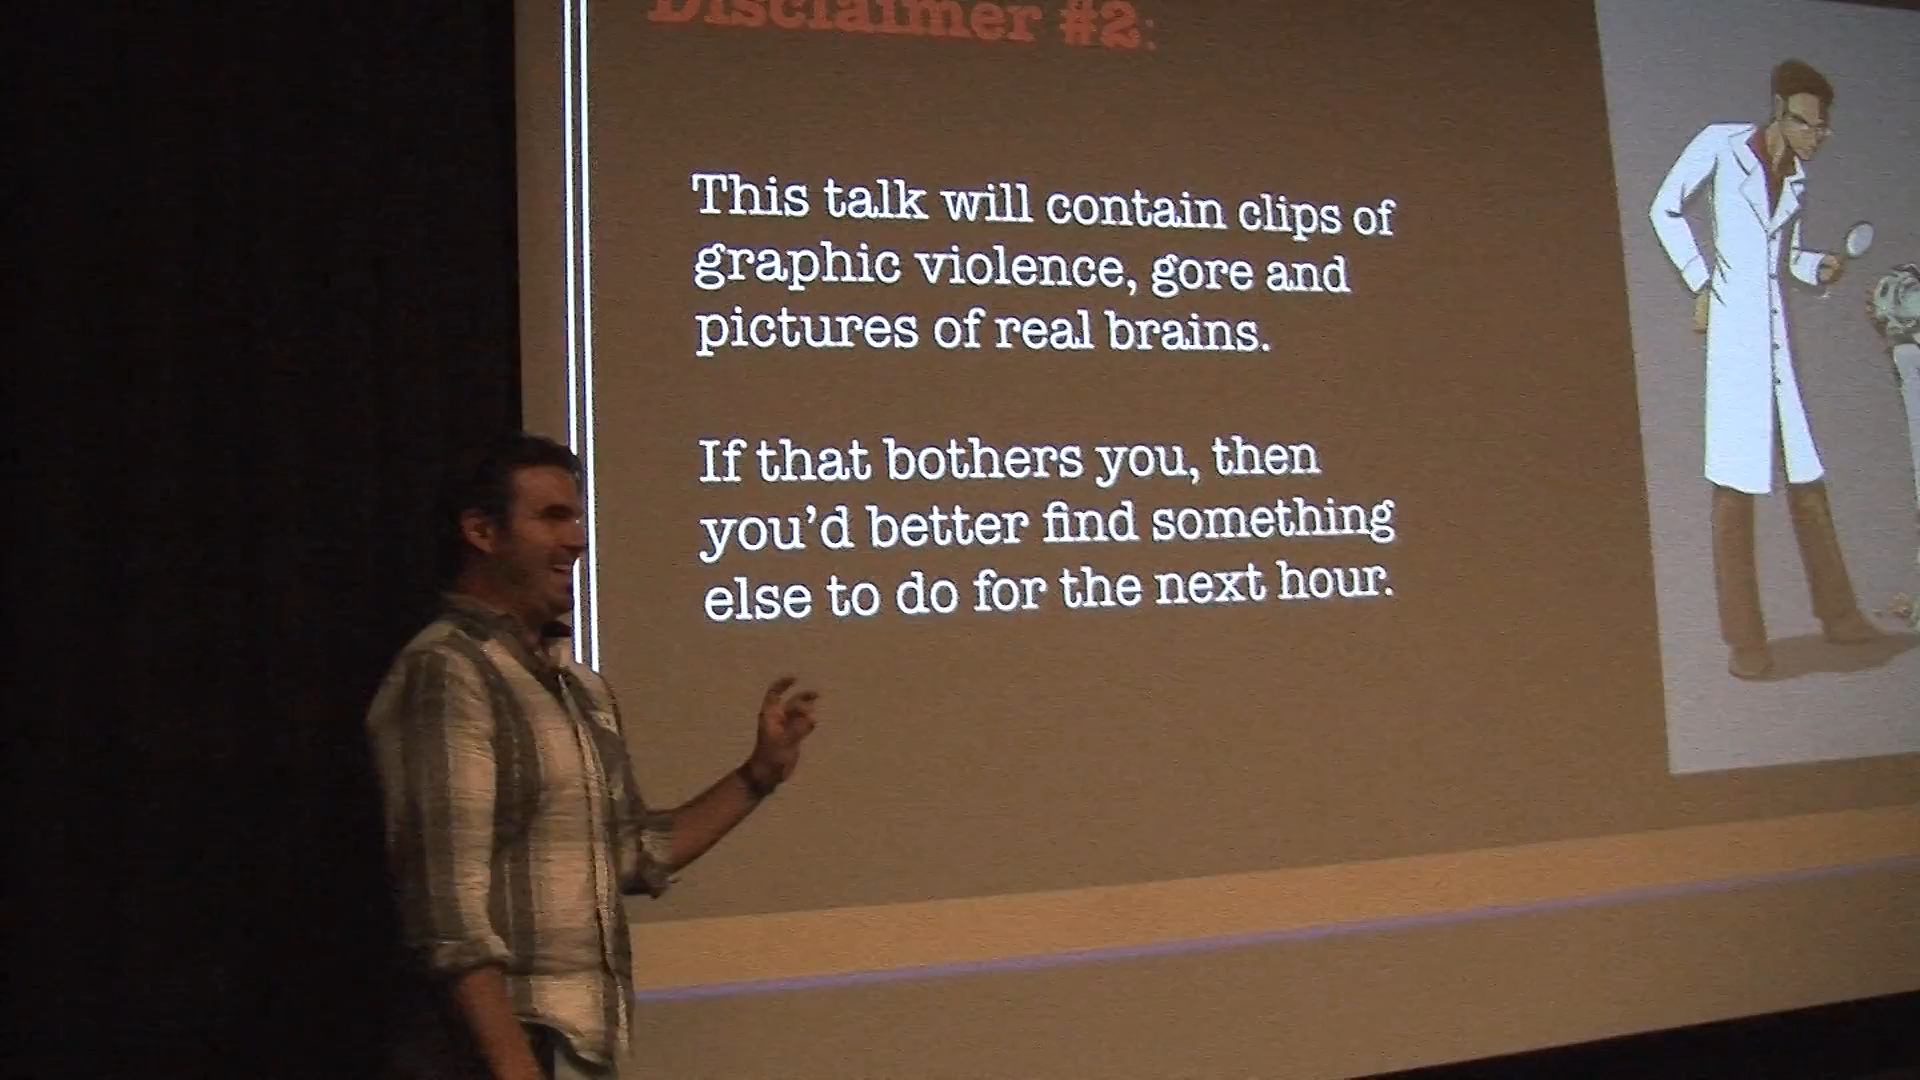 Disclaimer #2:
This talk will contain clips of
graphic violence, gore and
pictures of real brains.
If that bothers you, then
you'd better find something
else to do for the next hour.